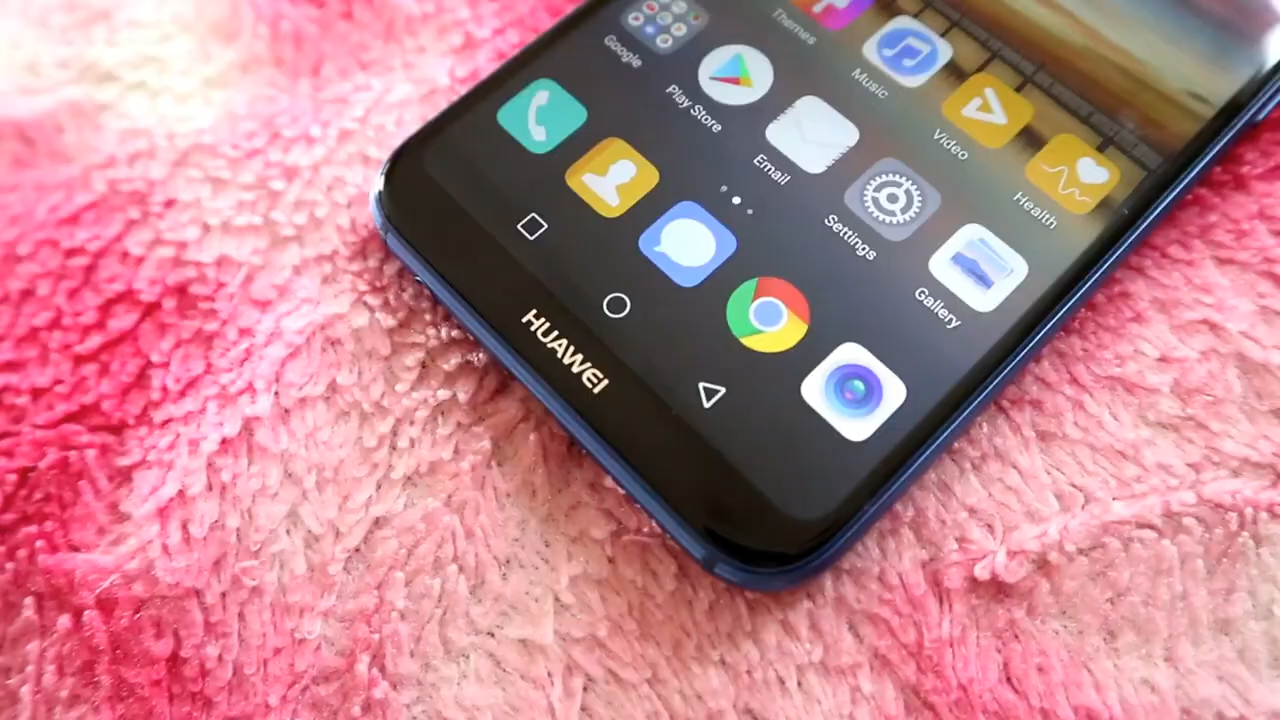 Themes
Music
Video
Health
Google
Play Store
Email
Settings
Gallery
HUAWEI